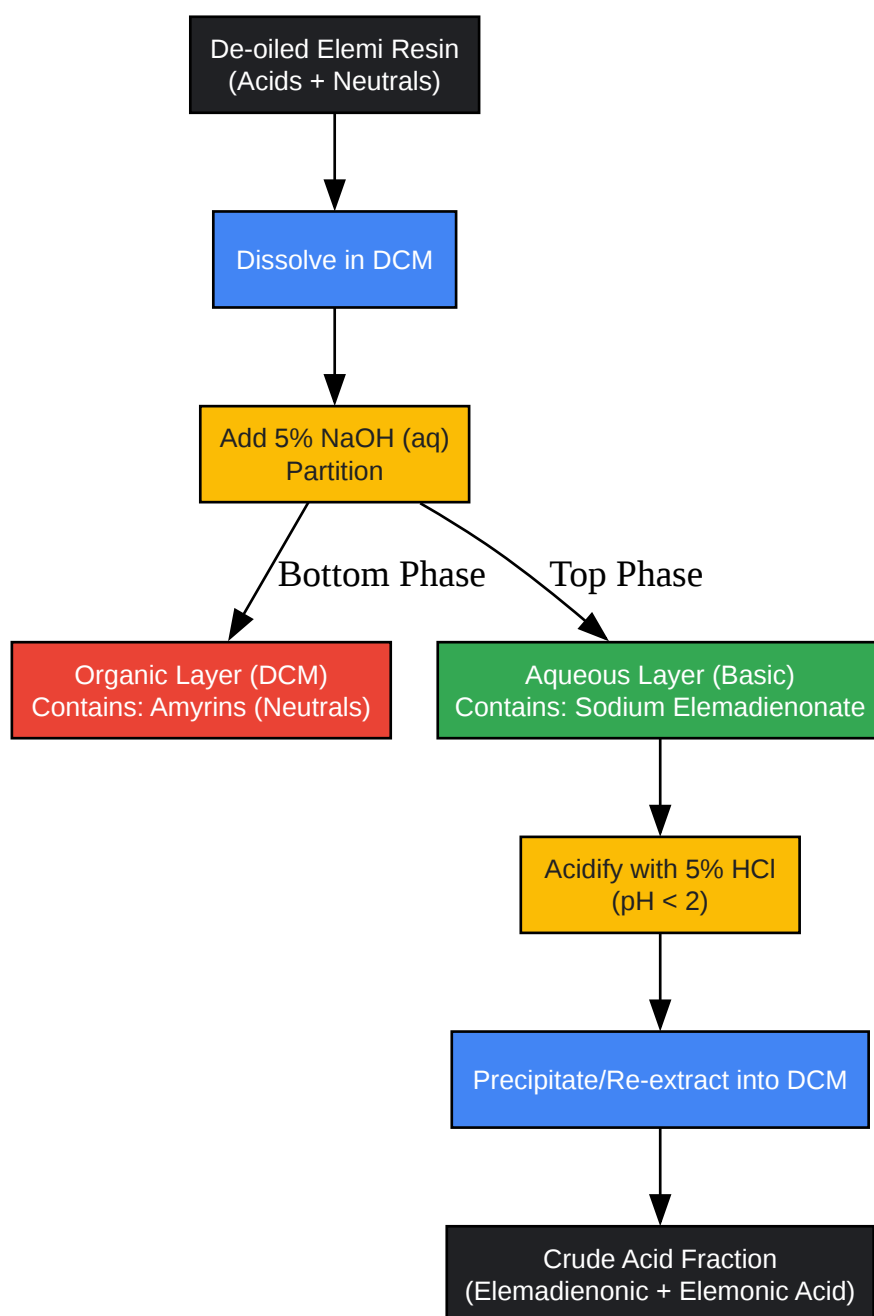 De-oiled Elemi Resin
(Acids + Neutrals)
Dissolve in DCM
Add 5% NaOH (aq)
Partition
Bottom Phase
Top Phase
Organic Layer (DCM)
Contains: Amyrins (Neutrals)
Aqueous Layer (Basic)
Contains: Sodium Elemadienonate
Acidify with 5% HCl
(pH < 2)
Precipitate/Re-extract into DCM
Crude Acid Fraction
(Elemadienonic + Elemonic Acid)